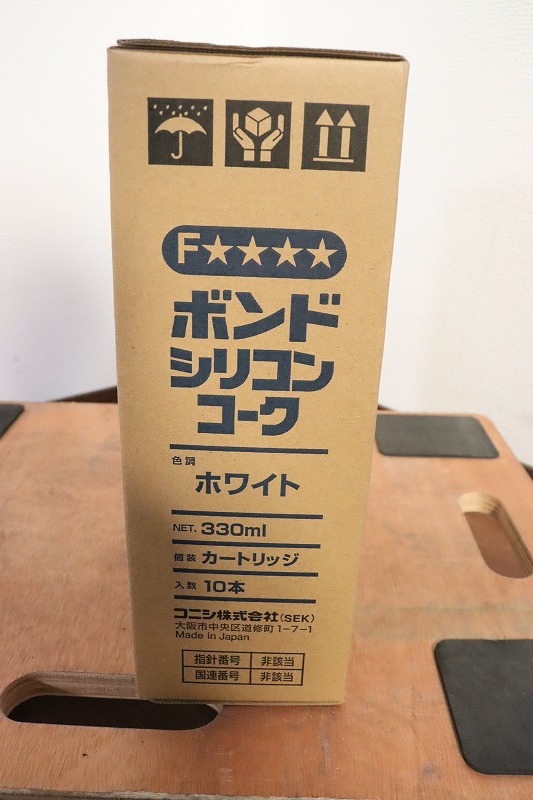 F★★★★
ボンド
シリコン
コーク
色調
ホワイト
NET. 330ml
個装 カートリッジ
入数 10本
コニシ株式会社(SEK)
大阪市中央区道修町1-7-1
Made in Japan
指針番号 非該当
国連番号 非該当